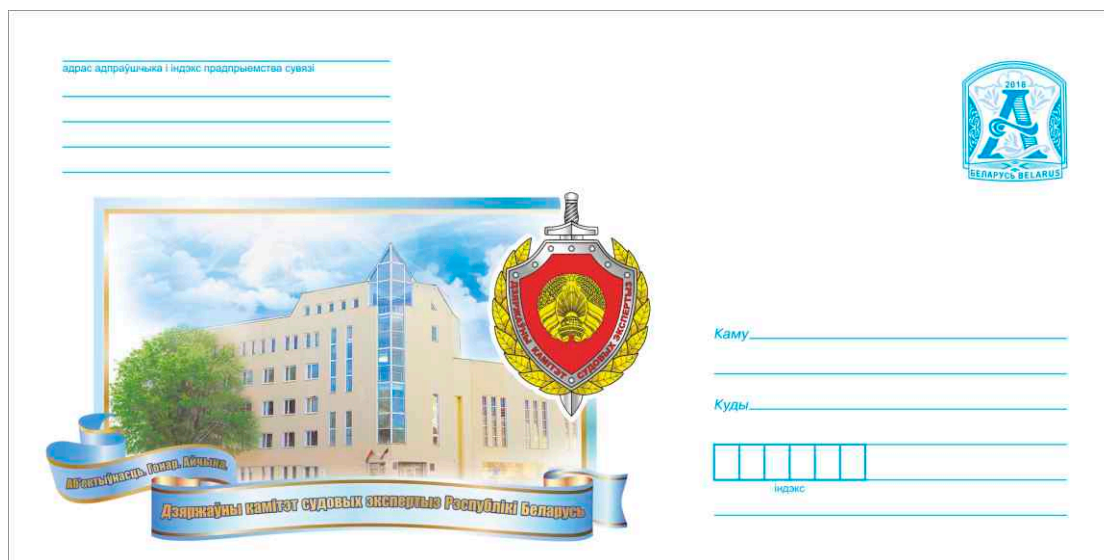 адрас адпраўшчыка і індэкс прадпрыемства сувязі
2018
А
БЕЛАРУСЬ BELARUS
ДЗЯРЖАЎНЫ КАМІТЭТ СУДОВЫХ ЭКСПЕРТЫЗ
Каму
Куды
індэкс
Аб'ектыўнасць. Гонар. Айчына.
Дзяржаўны камітэт судовых экспертыз Рэспублікі Беларусь